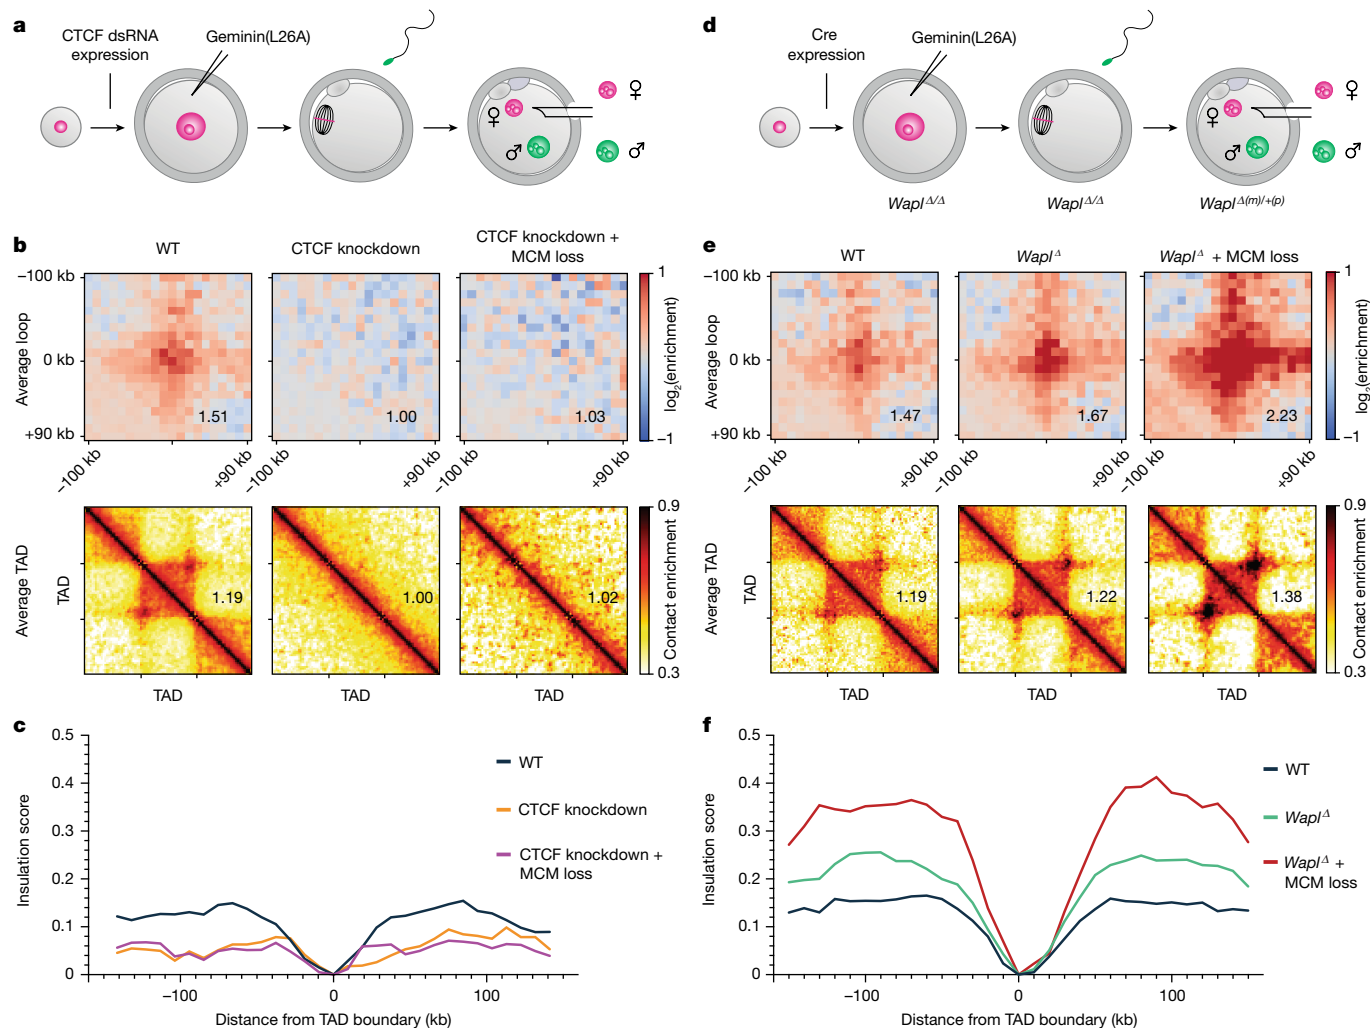 a
CTCF dsRNA
expression
Geminin(L26A)
♀
♀
♂
♂
b
WT
CTCF knockdown
CTCF knockdown +
MCM loss
−100 kb
0 kb
+90 kb
Average loop
1.51
1.00
1.03
1
−1
log2(enrichment)
−100 kb
+90 kb
−100 kb
+90 kb
−100 kb
+90 kb
Average TAD
TAD
1.19
1.00
1.02
0.9
0.3
Contact enrichment
TAD
TAD
TAD
c
0.5
0.4
0.3
0.2
0.1
0
Insulation score
WT
CTCF knockdown
CTCF knockdown +
MCM loss
−100
0
100
Distance from TAD boundary (kb)
d
Cre
expression
Geminin(L26A)
♀
♀
♂
♂
Wapl Δ/Δ
Wapl Δ/Δ
Wapl Δ(m)/+(p)
e
WT
Wapl Δ
Wapl Δ + MCM loss
−100 kb
0 kb
+90 kb
Average loop
1.47
1.67
2.23
1
−1
log2(enrichment)
−100 kb
+90 kb
−100 kb
+90 kb
−100 kb
+90 kb
Average TAD
TAD
1.19
1.22
1.38
0.9
0.3
Contact enrichment
TAD
TAD
TAD
f
0.5
0.4
0.3
0.2
0.1
0
Insulation score
WT
Wapl Δ
Wapl Δ +
MCM loss
−100
0
100
Distance from TAD boundary (kb)